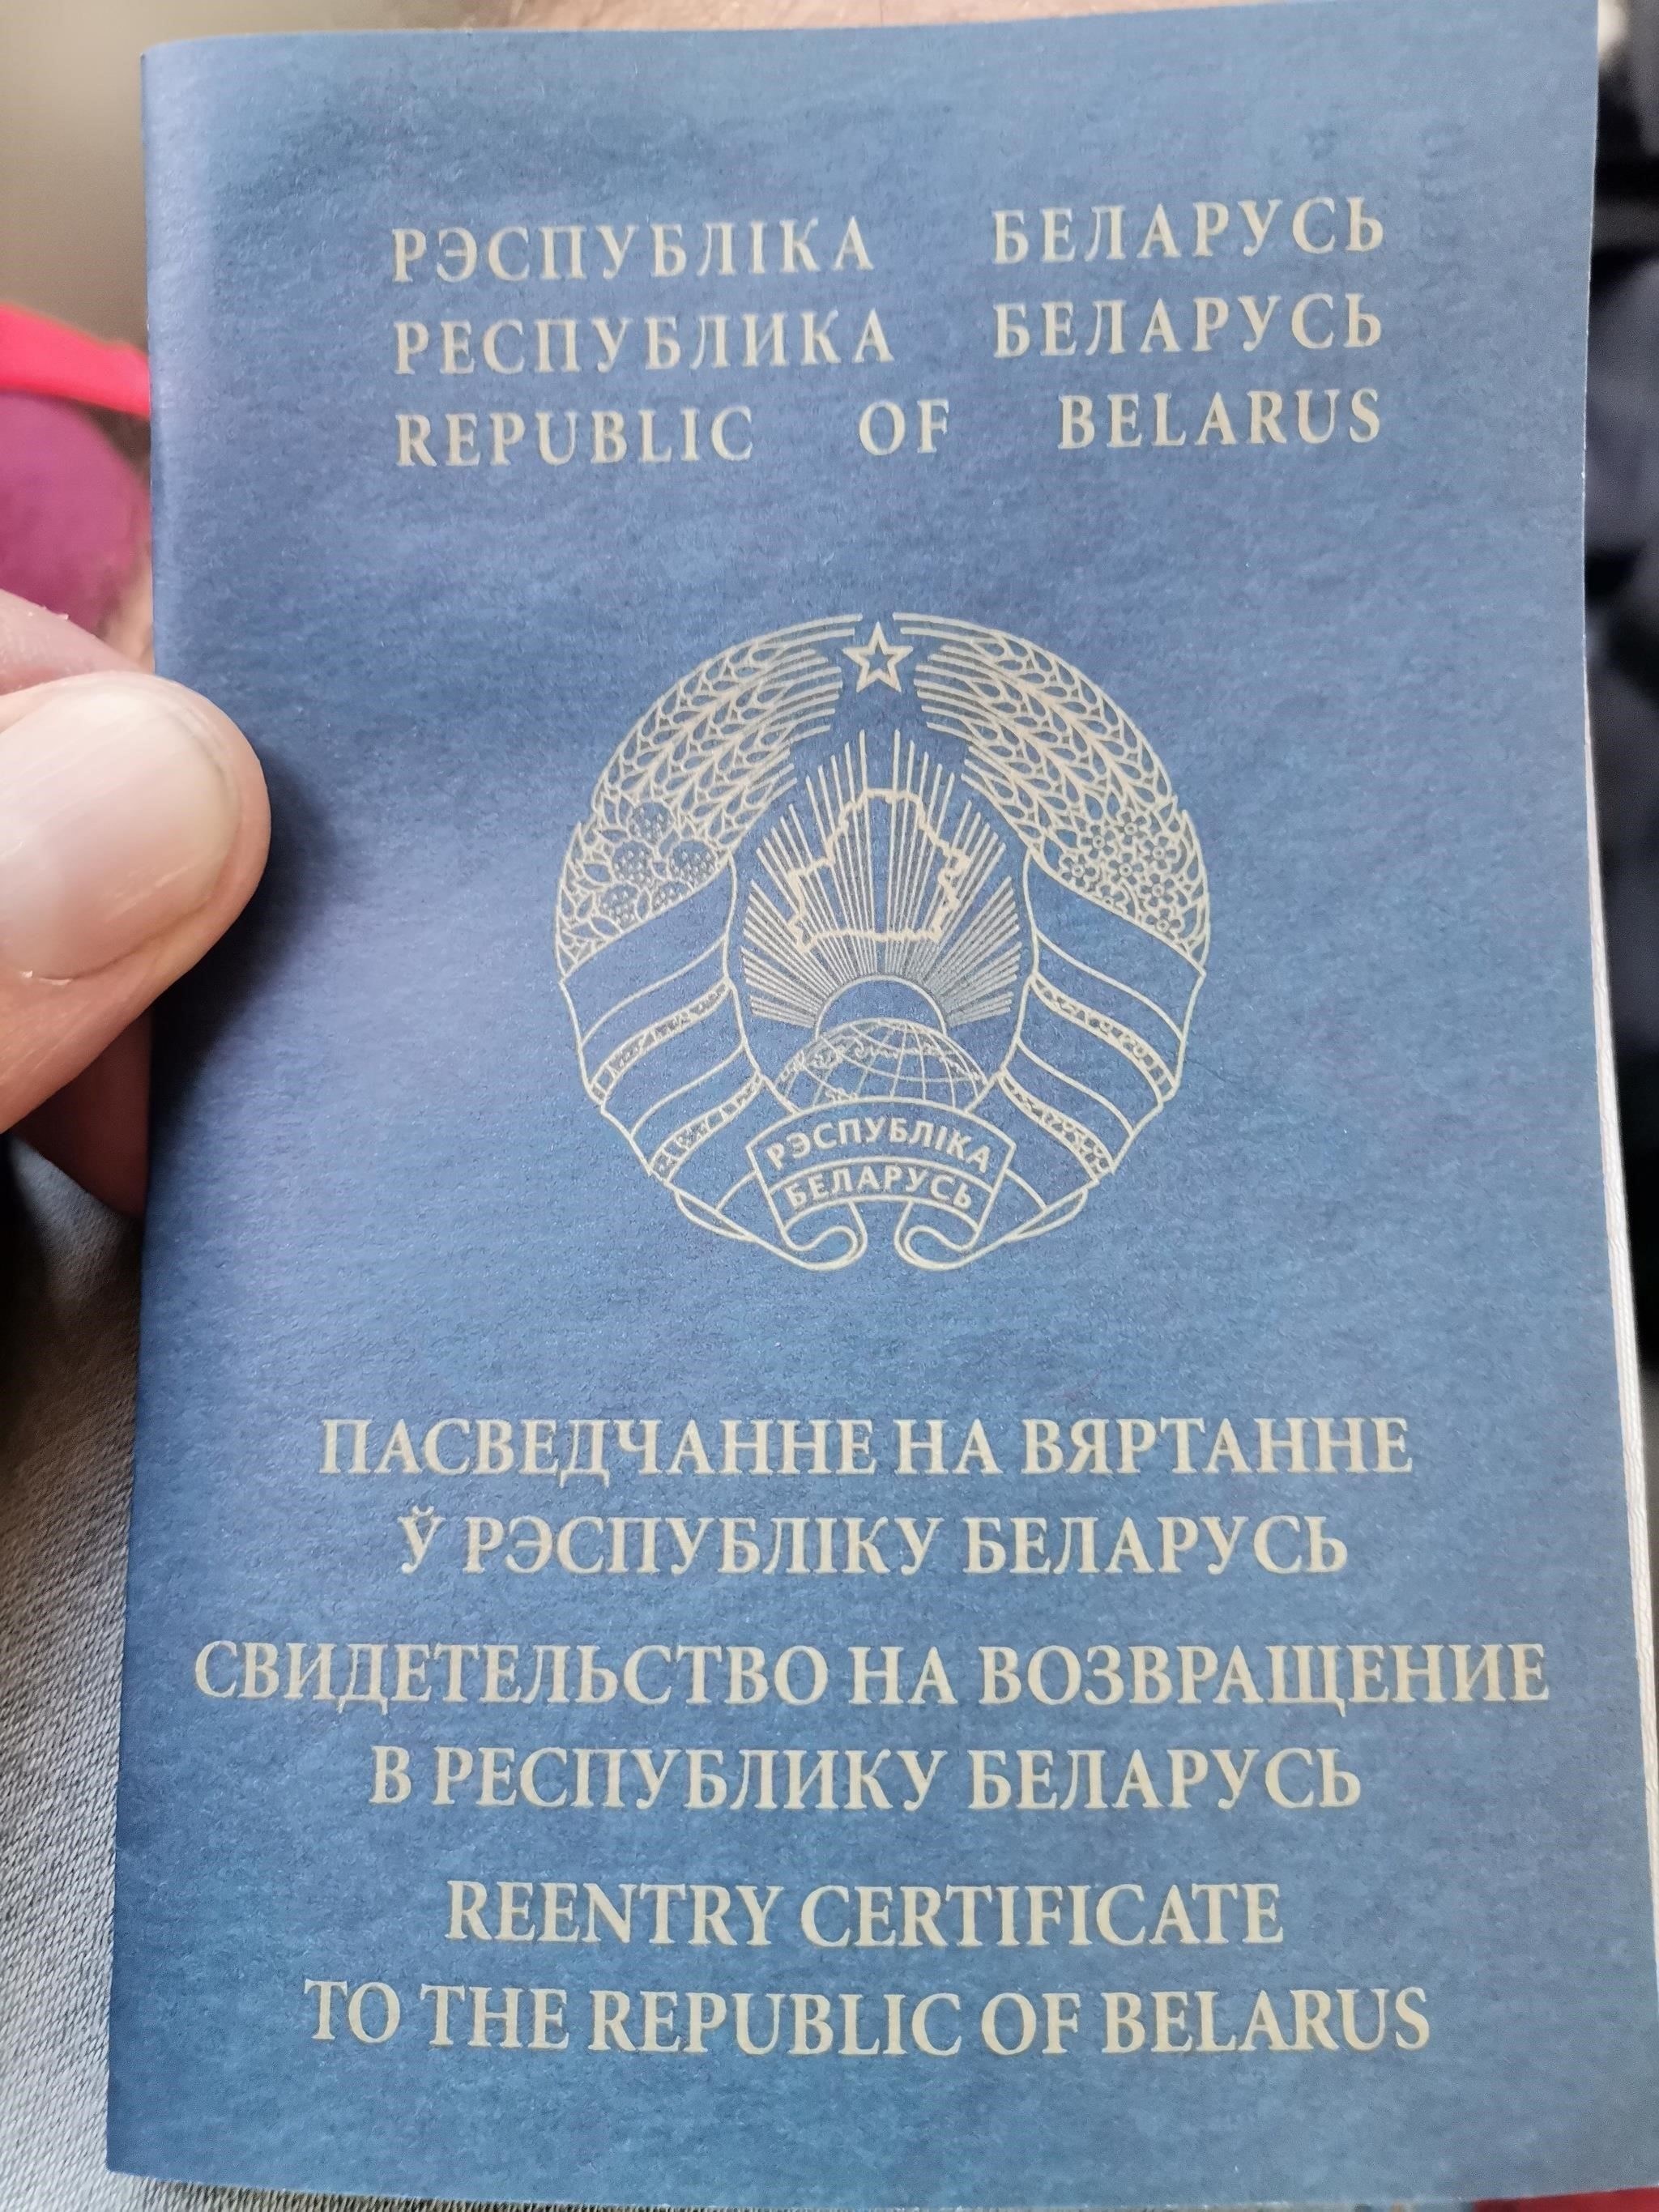 РЭСПУБЛІКА БЕЛАРУСЬ
РЕСПУБЛИКА БЕЛАРУСЬ
REPUBLIC OF BELARUS
РЭСПУБЛІКА
БЕЛАРУСЬ
ПАСВЕДЧАННЕ НА ВЯРТАННЕ
Ў РЭСПУБЛІКУ БЕЛАРУСЬ
СВИДЕТЕЛЬСТВО НА ВОЗВРАЩЕНИЕ
В РЕСПУБЛИКУ БЕЛАРУСЬ
REENTRY CERTIFICATE
TO THE REPUBLIC OF BELARUS